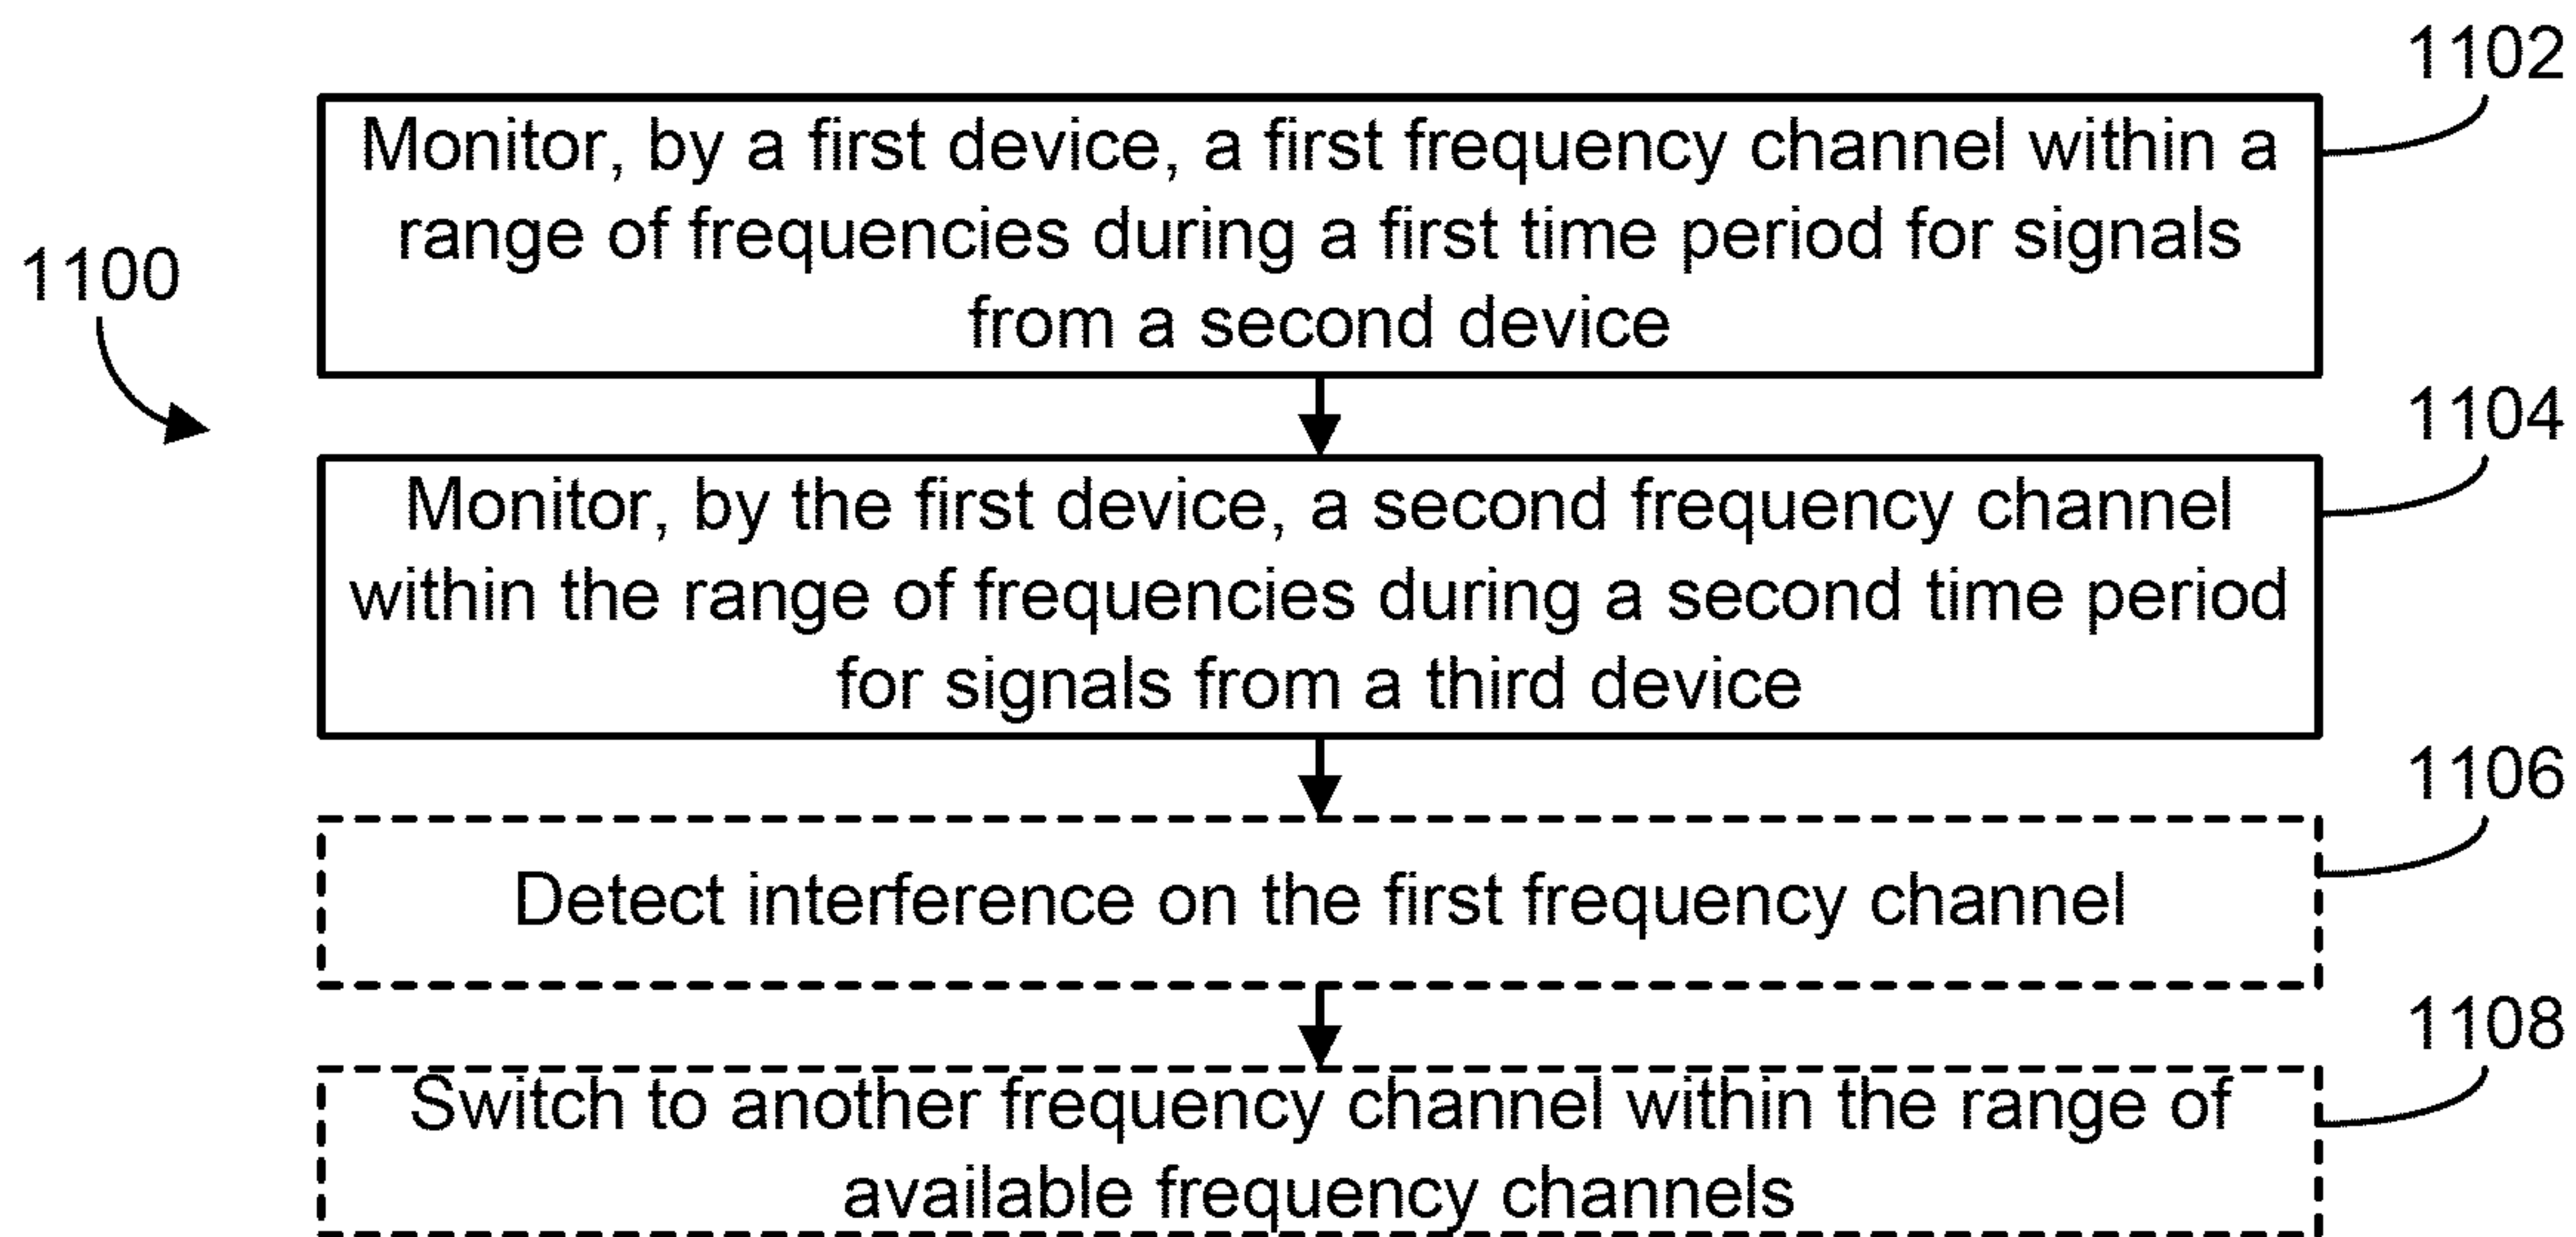 1102
Monitor, by a first device, a first frequency channel within a
range of frequencies during a first time period for signals
from a second device
1100
1104
Monitor, by the first device, a second frequency channel
within the range of frequencies during a second time period
for signals from a third device
1106
Detect interference on the first frequency channel
1108
Switch to another frequency channel within the range of
available frequency channels